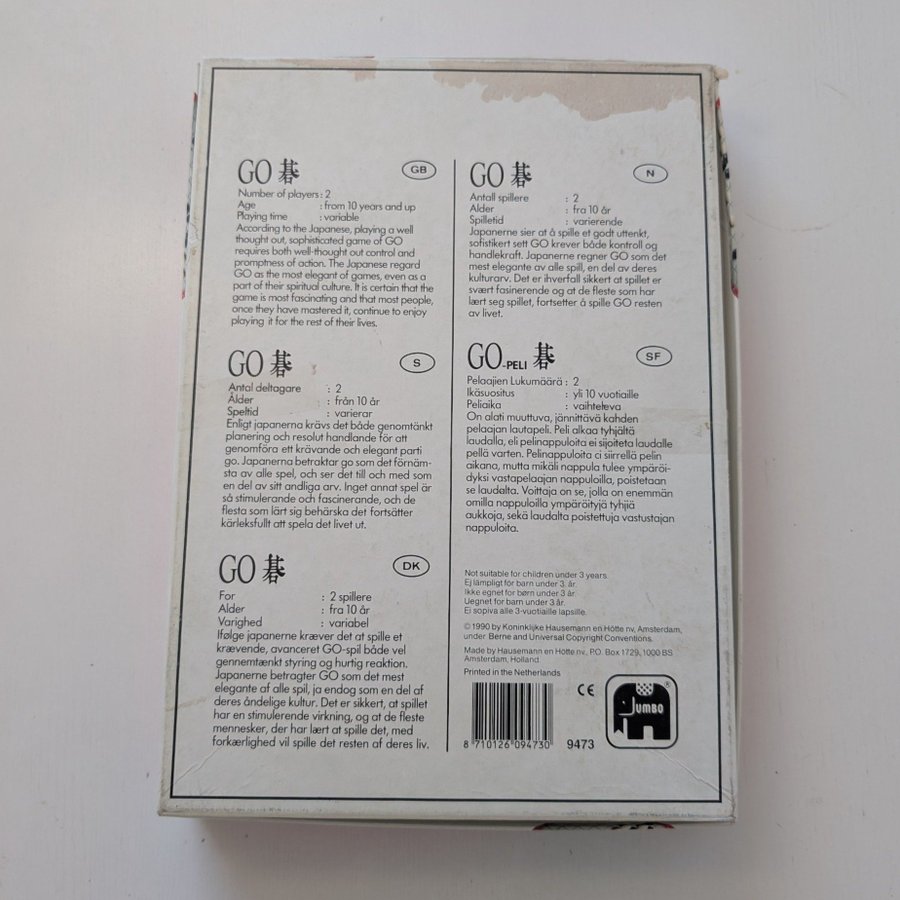 GO 碁 GB
Number of players : 2
Age : from 10 years and up
Playing time : variable
According to the Japanese, playing a well
thought out, sophisticated game of GO
requires both well-thought out control and
promptness of action. The Japanese regard
GO as the most elegant of games, even as a
part of their spiritual culture. It is certain that the
game is most fascinating and that most people,
once they have mastered it, continue to enjoy
playing it for the rest of their lives.
GO 碁 S
Antal deltagare : 2
Ålder : från 10 år
Speltid : varierar
Enligt japanerna krävs det både genomtänkt
planering och resolut handlande för att
genomföra ett krävande och elegant parti
go. Japanerna betraktar go som det förnäm-
sta av alle spel, och ser det till och med som
en del av sitt andliga arv. Inget annat spel är
så stimulerande och fascinerande, och de
flesta som lärt sig behärska det fortsätter
kärleksfullt att spela det livet ut.
GO 碁 DK
For : 2 spillere
Alder : fra 10 år
Varighed : variabel
Ifølge japanerne kræver det at spille et
krævende, avanceret GO-spil både vel
gennemtænkt styring og hurtig reaktion.
Japanerne betragter GO som det mest
elegante af alle spil, ja endog som en del af
deres åndelige kultur. Det er sikkert, at spillet
har en stimulerende virkning, og at de fleste
mennesker, der har lært at spille det, med
forkærlighed vil spille det resten af deres liv.
GO 碁 N
Antall spillere : 2
Alder : fra 10 år
Spilletid : varierende
Japanerne sier at å spille et godt uttenkt,
sofistikert sett GO krever både kontroll og
handlekraft. Japanerne regner GO som det
mest elegante av alle spill, en del av deres
kulturarv. Det er ihverfall sikkert at spillet er
svært fasinerende og at de fleste som har
lært seg spillet, fortsetter å spille GO resten
av livet.
GO-PELI 碁 SF
Pelaajien Lukumäärä : 2
Ikäsuositus : yli 10 vuotiaille
Peliaika : vaihteleva
On alati muuttuva, jännittävä kahden
pelaajan lautapeli. Peli alkaa tyhjältä
laudalla, eli pelinappuloita ei sijoiteta laudalle
pellä varten. Pelinappuloita ci siirrellä pelin
aikana, mutta mikäli nappula tulee ympäröi-
dyksi vastapelaajan nappuloilla, poistetaan
se laudalta. Voittaja on se, jolla on enemmän
omilla nappuloilla ympäröityjä tyhjiä
aukkoja, sekä laudalta poistettuja vastustajan
nappuloita.
Not suitable for children under 3 years.
Ej lämpligt för barn under 3. år.
Ikke egnet for børn under 3 år.
Uegnet for barn under 3 år.
Ei sopiva alle 3-vuotiaille lapsille.
© 1990 by Koninklijke Hausemann en Hötte nv, Amsterdam,
under Berne and Universal Copyright Conventions.
Made by Hausemann en Hötte nv. P.O. Box 1729, 1000 BS
Amsterdam, Holland
Printed in the Netherlands
8 710126 094730 9473 CE Jumbo ®